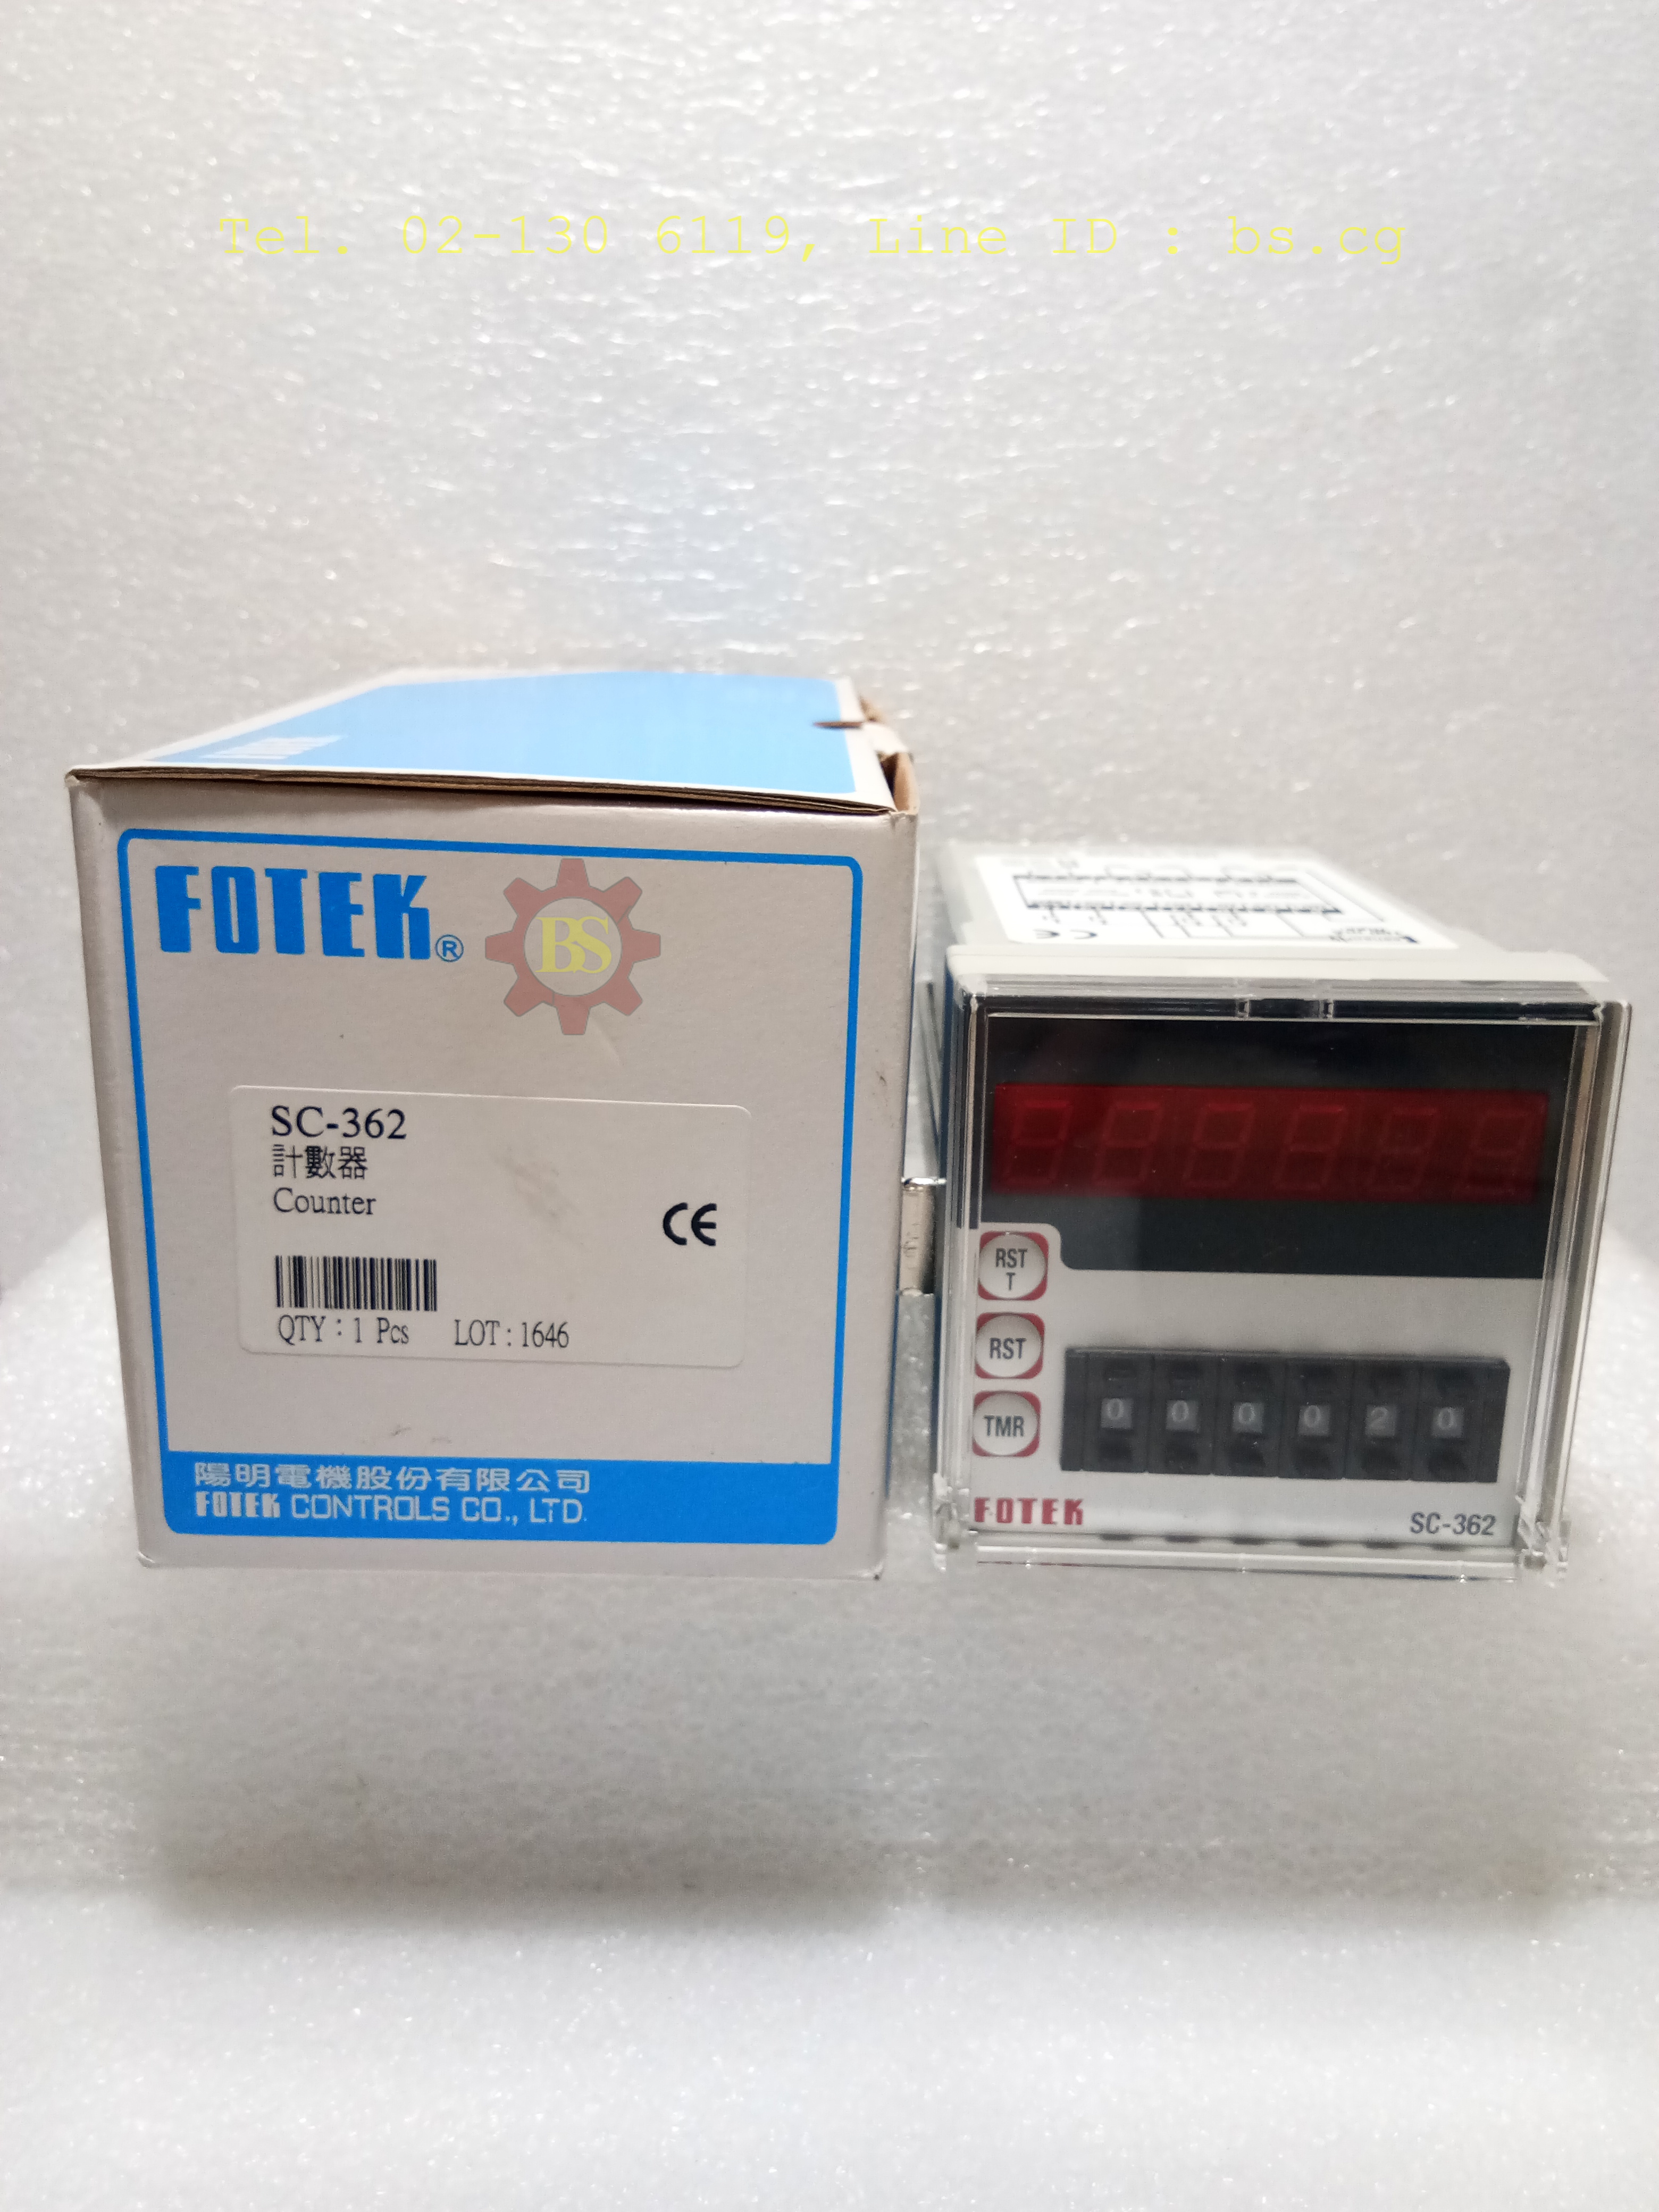 Tel. 02-130 6119, Line ID : bs.cg
FOTEK®
BS
SC-362
計數器
Counter
CE
QTY：1 Pcs LOT : 1646
陽明電機股份有限公司
FOTEK CONTROLS CO., LTD.
CE
RST
T
RST
TMR
0 0 0 0 2 0
FOTEK
SC-362